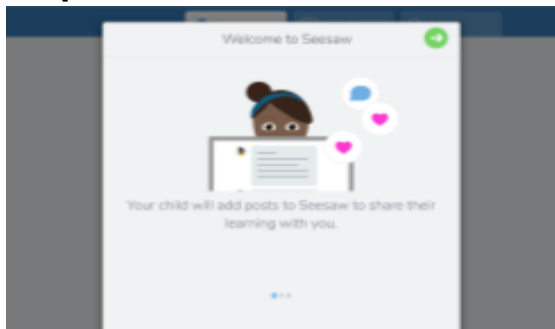 Welcome to Seesaw
Your child will add posts to Seesaw to share their
learning with you.